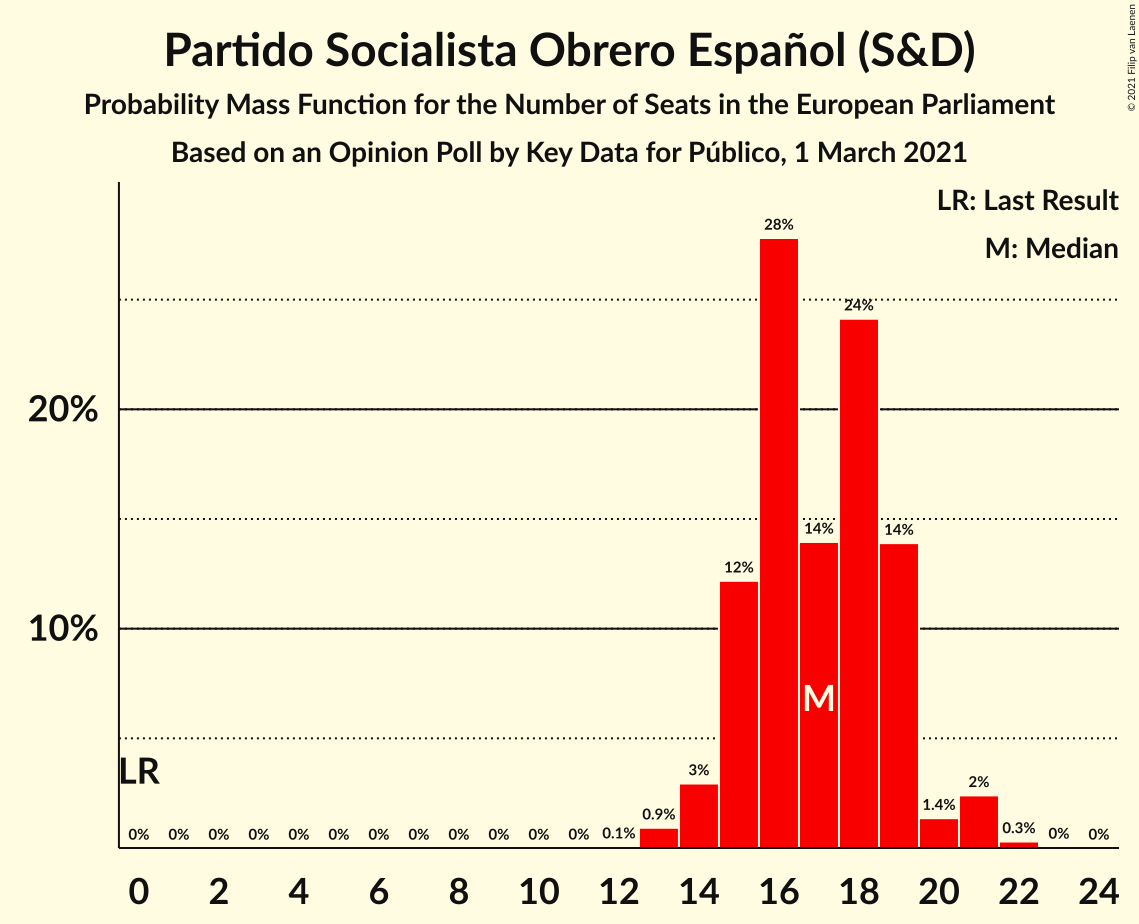 Partido Socialista Obrero Español (S&D)
Probability Mass Function for the Number of Seats in the European Parliament
Based on an Opinion Poll by Key Data for Público, 1 March 2021
© 2021 Filip van Laenen
LR: Last Result
M: Median
20%
10%
28%
24%
14%
14%
12%
M
LR
3%
2%
1.4%
0.9%
0.3%
0% 0% 0% 0% 0% 0% 0% 0% 0% 0% 0% 0% 0.1% 0% 0%
0 2 4 6 8 10 12 14 16 18 20 22 24